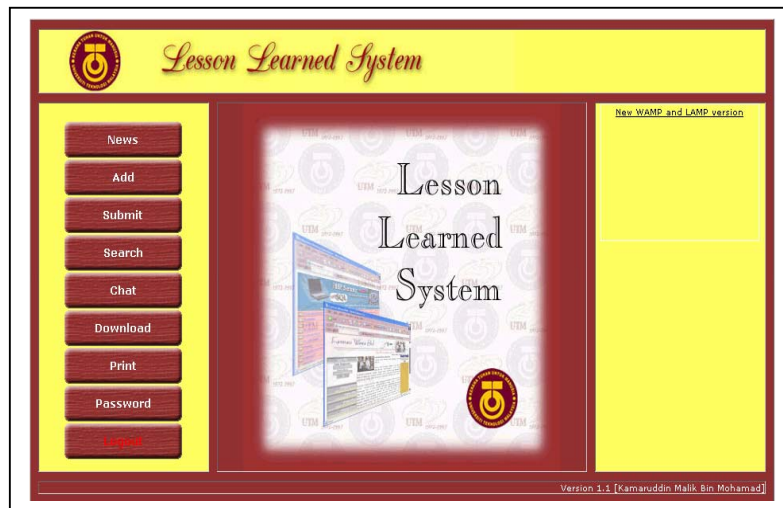 Lesson Learned System
New WAMP and LAMP version
News
Add
Submit
Search
Chat
Download
Print
Password
Logout
Lesson
Learned
System
Version 1.1 [Kamaruddin Malik Bin Mohamad]